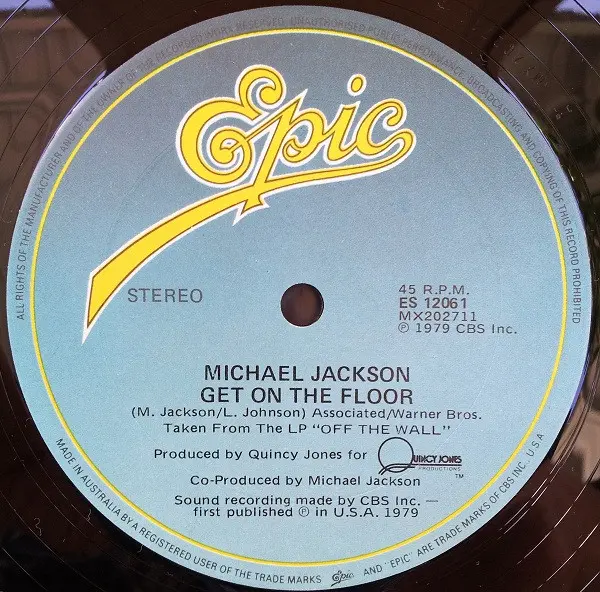 ALL RIGHTS OF THE MANUFACTURER AND OF THE OWNER OF THE RECORDED WORK RESERVED. UNAUTHORISED PUBLIC PERFORMANCE, BROADCASTING AND COPYING OF THIS RECORD PROHIBITED
Epic
STEREO
45 R.P.M.
ES 12061
MX202711
℗ 1979 CBS Inc.
MICHAEL JACKSON
GET ON THE FLOOR
(M. Jackson/L. Johnson) Associated/Warner Bros.
Taken From The LP "OFF THE WALL"
Produced by Quincy Jones for QUINCY JONES
PRODUCTIONS
TM
Co-Produced by Michael Jackson
Sound recording made by CBS Inc. —
first published ℗ in U.S.A. 1979
MADE IN AUSTRALIA BY A REGISTERED USER OF THE TRADE MARKS Epic AND "EPIC" ARE TRADE MARKS OF CBS INC. U.S.A